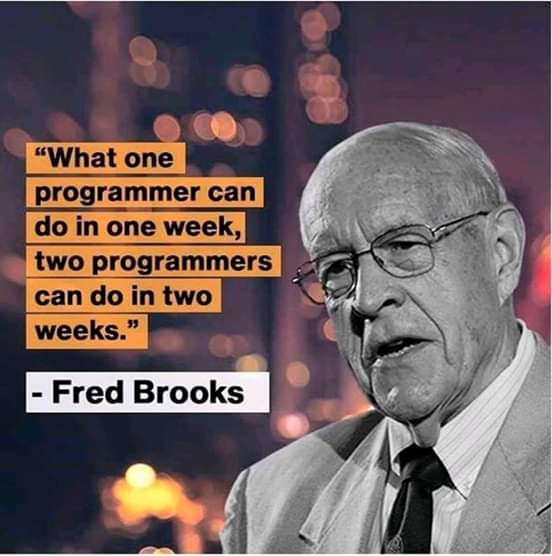 “What one
programmer can
do in one week,
two programmers
can do in two
weeks.”
- Fred Brooks